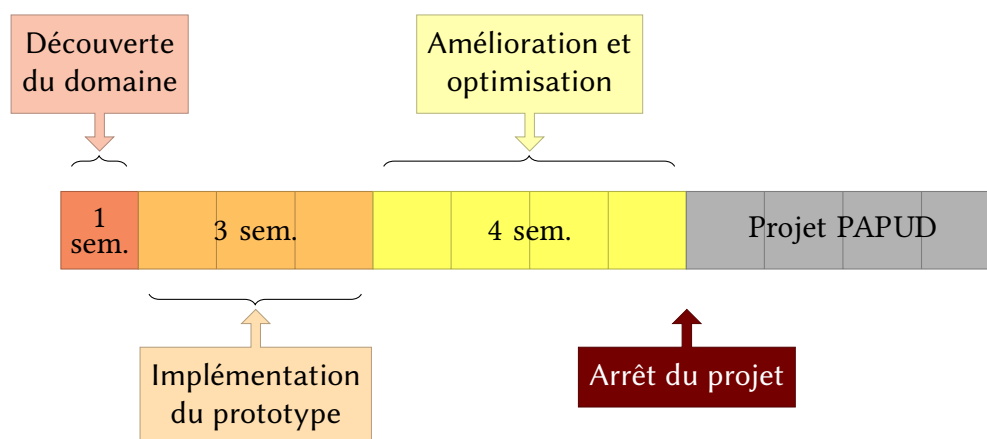 Découverte
du domaine
Amélioration et
optimisation
1
sem.
3 sem.
4 sem.
Projet PAPUD
Implémentation
du prototype
Arrêt du projet